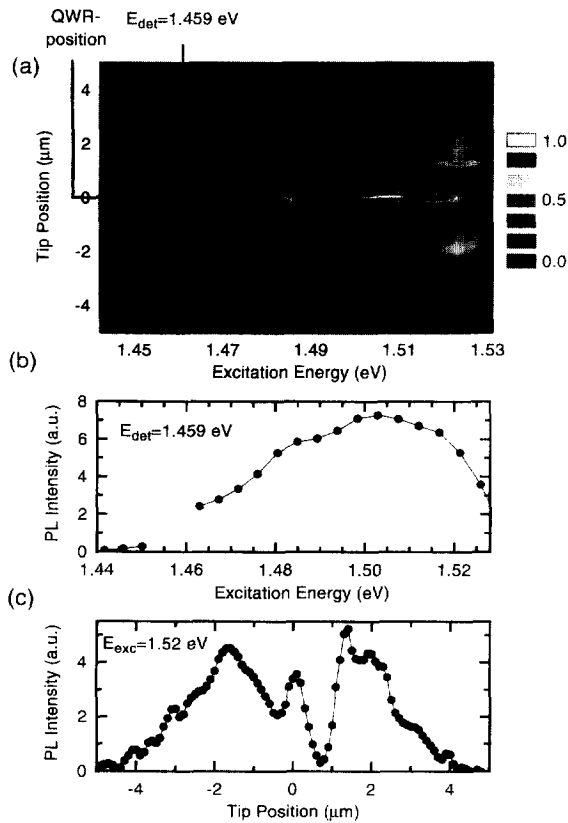 QWR-position
E_det=1.459 eV
(a)
Tip Position (μm)
4
2
0
-2
-4
1.45 1.47 1.49 1.51 1.53
Excitation Energy (eV)
1.0
0.5
0.0
(b)
PL Intensity (a.u.)
8
6
4
2
0
E_det=1.459 eV
1.44 1.46 1.48 1.50 1.52
Excitation Energy (eV)
(c)
PL Intensity (a.u.)
5
4
3
2
1
0
E_exc=1.52 eV
-4 -2 0 2 4
Tip Position (μm)